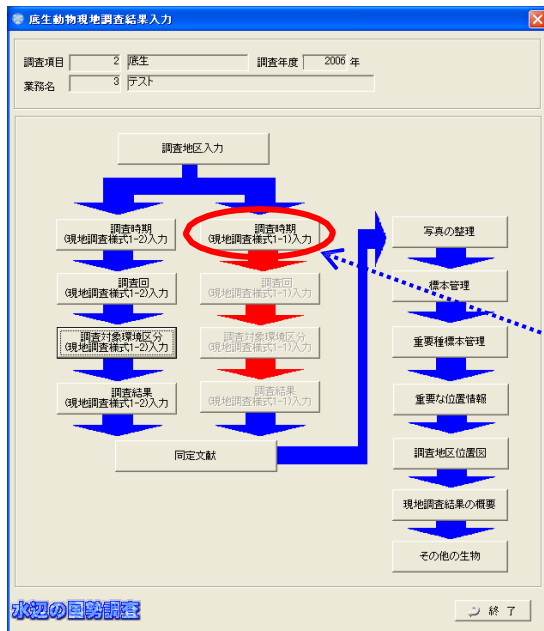 底生動物現地調査結果入力
調査項目 2 底生 調査年度 2006 年
業務名 3 テスト
調査地区入力
調査時期
(現地調査様式1-2)入力
調査回
(現地調査様式1-2)入力
調査対象環境区分
(現地調査様式1-2)入力
調査結果
(現地調査様式1-2)入力
調査時期
(現地調査様式1-1)入力
調査回
(現地調査様式1-1)入力
調査対象環境区分
(現地調査様式1-1)入力
調査結果
(現地調査様式1-1)入力
同定文献
写真の整理
標本管理
重要種標本管理
重要な位置情報
調査地区位置図
現地調査結果の概要
その他の生物
水辺の国勢調査
終 了